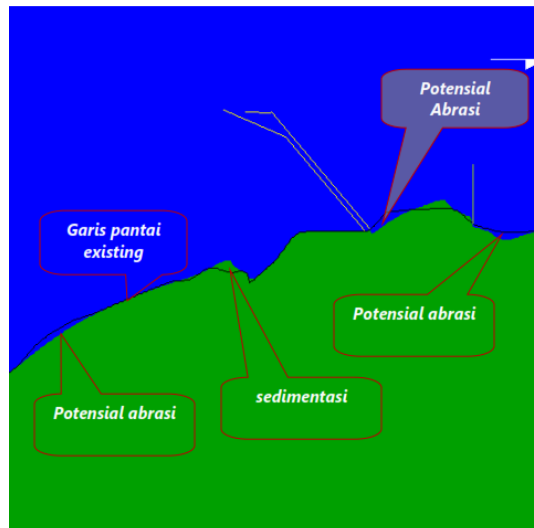 Potensial
Abrasi
Garis pantai
existing
Potensial abrasi
Potensial abrasi
sedimentasi